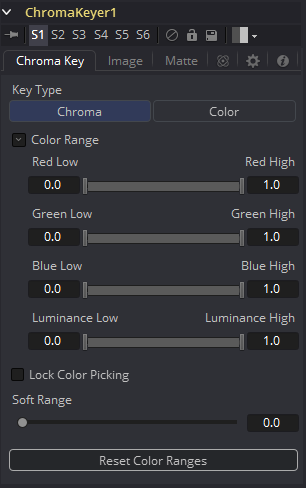 ChromaKeyer1
S1 S2 S3 S4 S5 S6
Chroma Key Image Matte
Key Type
Chroma Color
Color Range
Red Low Red High
0.0 1.0
Green Low Green High
0.0 1.0
Blue Low Blue High
0.0 1.0
Luminance Low Luminance High
0.0 1.0
Lock Color Picking
Soft Range
0.0
Reset Color Ranges